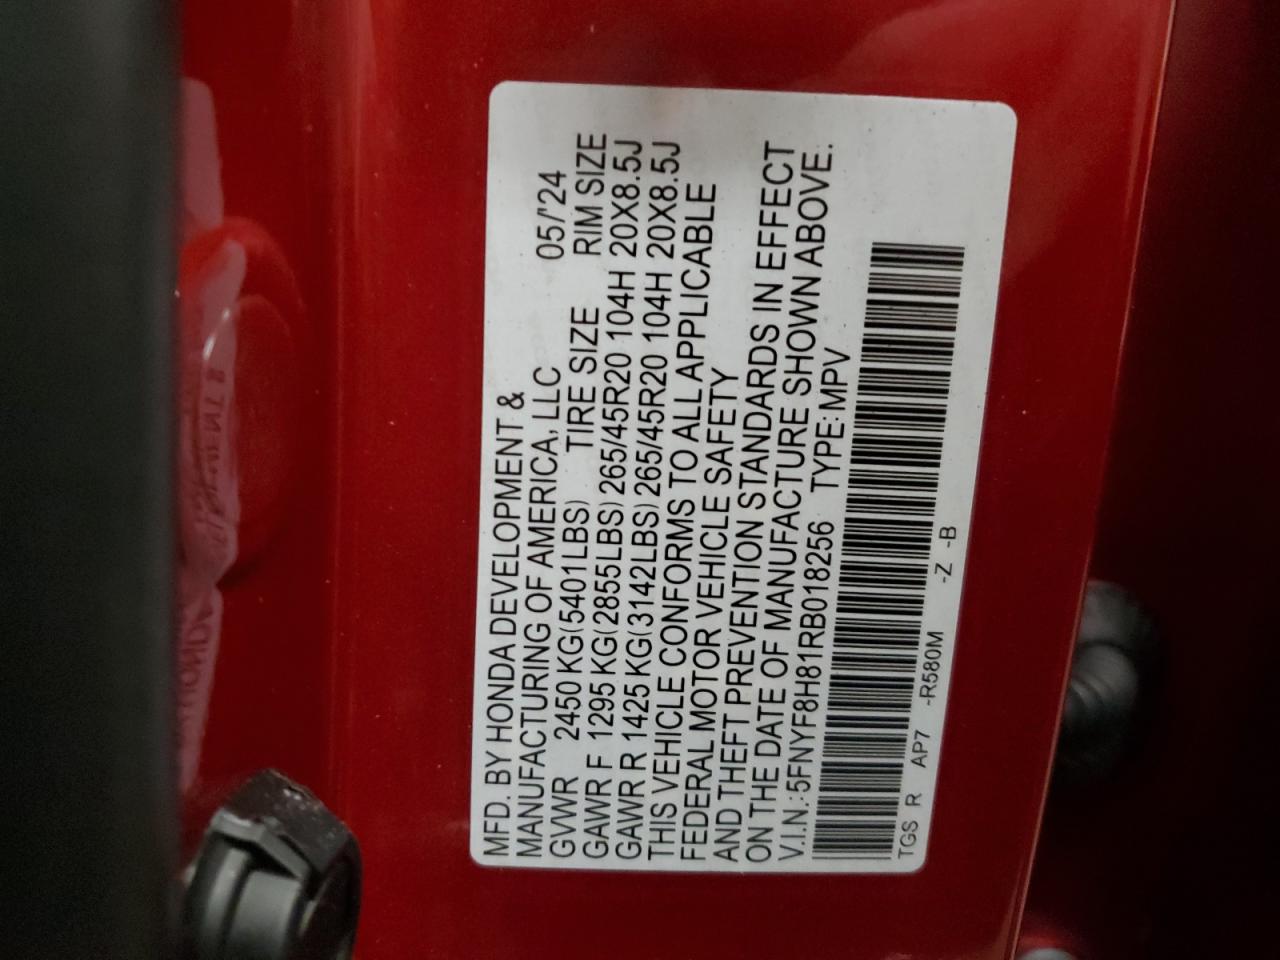 MFD. BY HONDA DEVELOPMENT &
MANUFACTURING OF AMERICA, LLC 05/'24
GVWR 2450 KG(5401LBS) TIRE SIZE RIM SIZE
GAWR F 1295 KG(2855LBS) 265/45R20 104H 20X8.5J
GAWR R 1425 KG(3142LBS) 265/45R20 104H 20X8.5J
THIS VEHICLE CONFORMS TO ALL APPLICABLE
FEDERAL MOTOR VEHICLE SAFETY
AND THEFT PREVENTION STANDARDS IN EFFECT
ON THE DATE OF MANUFACTURE SHOWN ABOVE.
V.I.N.: 5FNYF8H81RB018256 TYPE: MPV
TGS R AP7 -R580M -Z -B